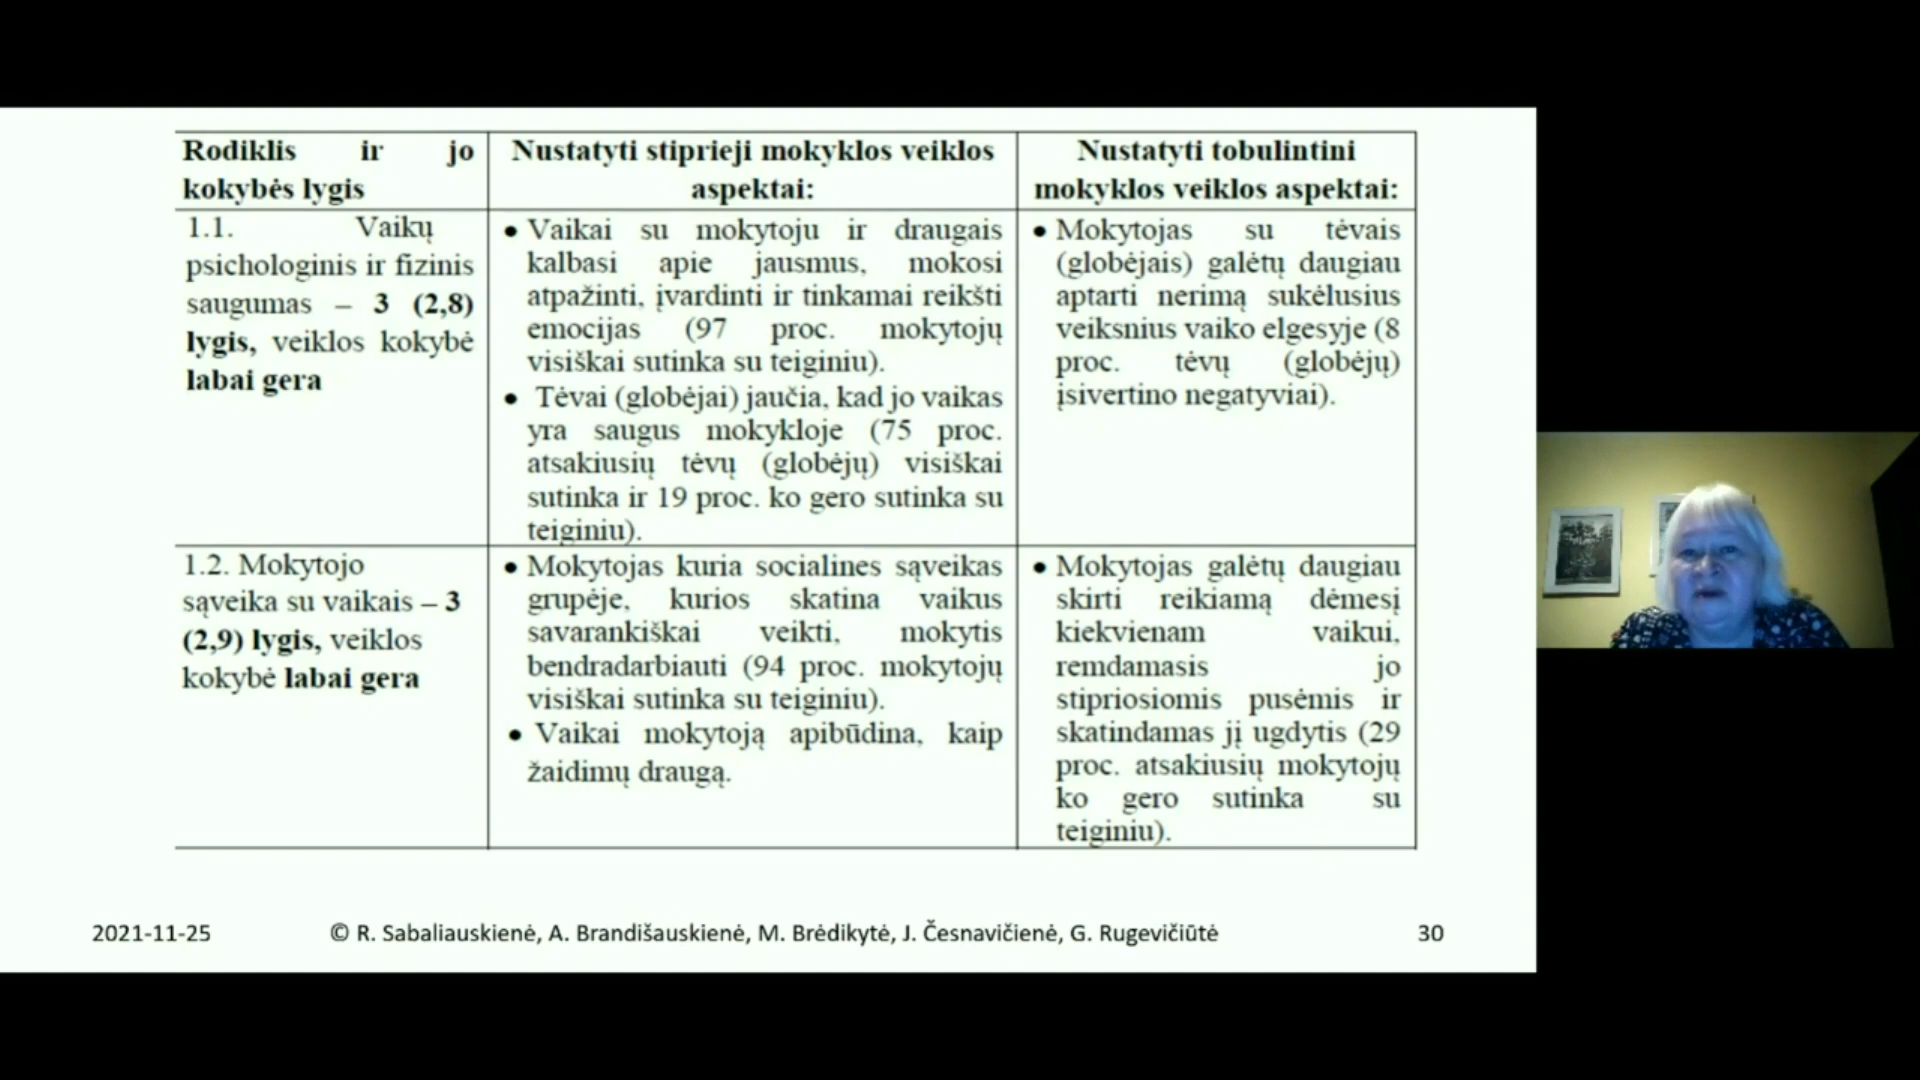 Rodiklis ir jo
kokybės lygis
Nustatyti stiprieji mokyklos veiklos
aspektai:
Nustatyti tobulintini
mokyklos veiklos aspektai:
1.1. Vaikų
psichologinis ir fizinis
saugumas – 3 (2,8)
lygis, veiklos kokybė
labai gera
• Vaikai su mokytoju ir draugais
kalbasi apie jausmus, mokosi
atpažinti, įvardinti ir tinkamai reikšti
emocijas (97 proc. mokytojų
visiškai sutinka su teiginiu).
• Tėvai (globėjai) jaučia, kad jo vaikas
yra saugus mokykloje (75 proc.
atsakiusių tėvų (globėjų) visiškai
sutinka ir 19 proc. ko gero sutinka su
teiginiu).
• Mokytojas su tėvais
(globėjais) galėtų daugiau
aptarti nerimą sukėlusius
veiksnius vaiko elgesyje (8
proc. tėvų (globėjų)
įsivertino negatyviai).
1.2. Mokytojo
sąveika su vaikais – 3
(2,9) lygis, veiklos
kokybė labai gera
• Mokytojas kuria socialines sąveikas
grupėje, kurios skatina vaikus
savarankiškai veikti, mokytis
bendradarbiauti (94 proc. mokytojų
visiškai sutinka su teiginiu).
• Vaikai mokytoją apibūdina, kaip
žaidimų draugą.
• Mokytojas galėtų daugiau
skirti reikiamą dėmesį
kiekvienam vaikui,
remdamasis jo
stipriosiomis pusėmis ir
skatindamas jį ugdytis (29
proc. atsakiusių mokytojų
ko gero sutinka su
teiginiu).
2021-11-25
© R. Sabaliauskienė, A. Brandišauskienė, M. Brėdikytė, J. Česnavičienė, G. Rugevičiūtė
30